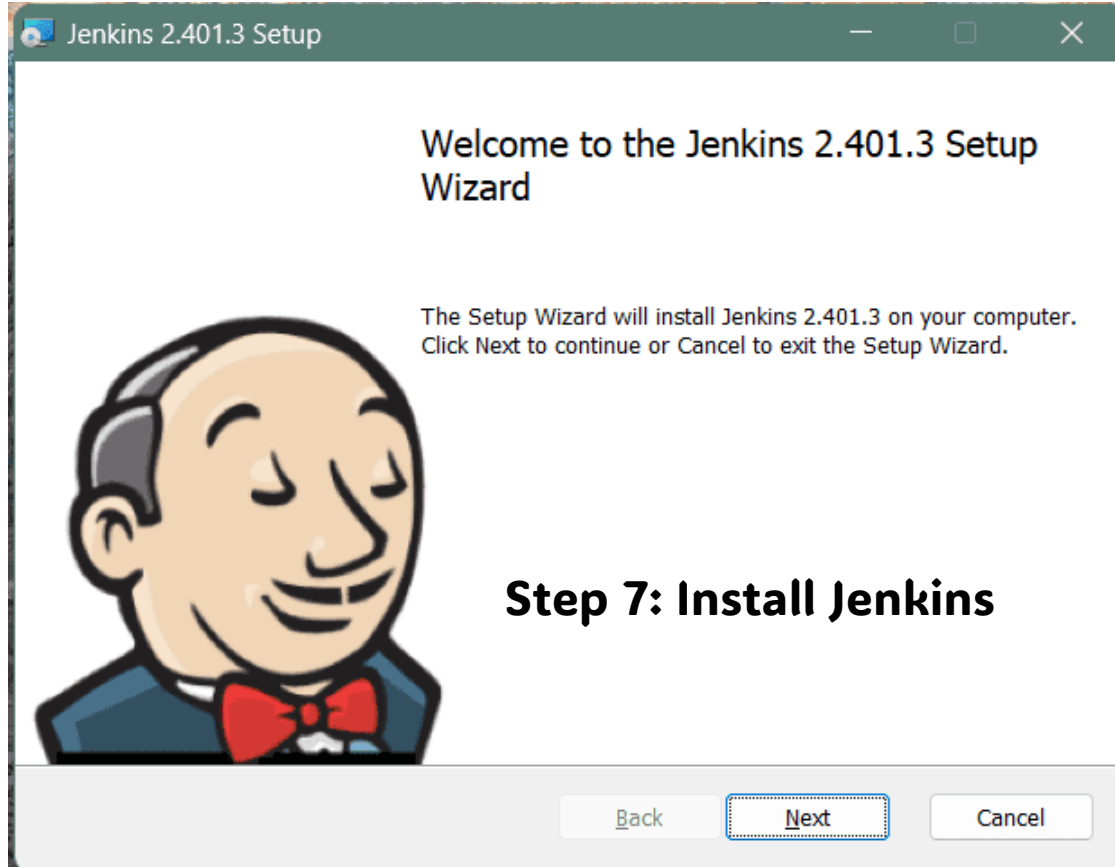 Jenkins 2.401.3 Setup
Welcome to the Jenkins 2.401.3 Setup
Wizard
The Setup Wizard will install Jenkins 2.401.3 on your computer.
Click Next to continue or Cancel to exit the Setup Wizard.
Step 7: Install Jenkins
Back Next Cancel